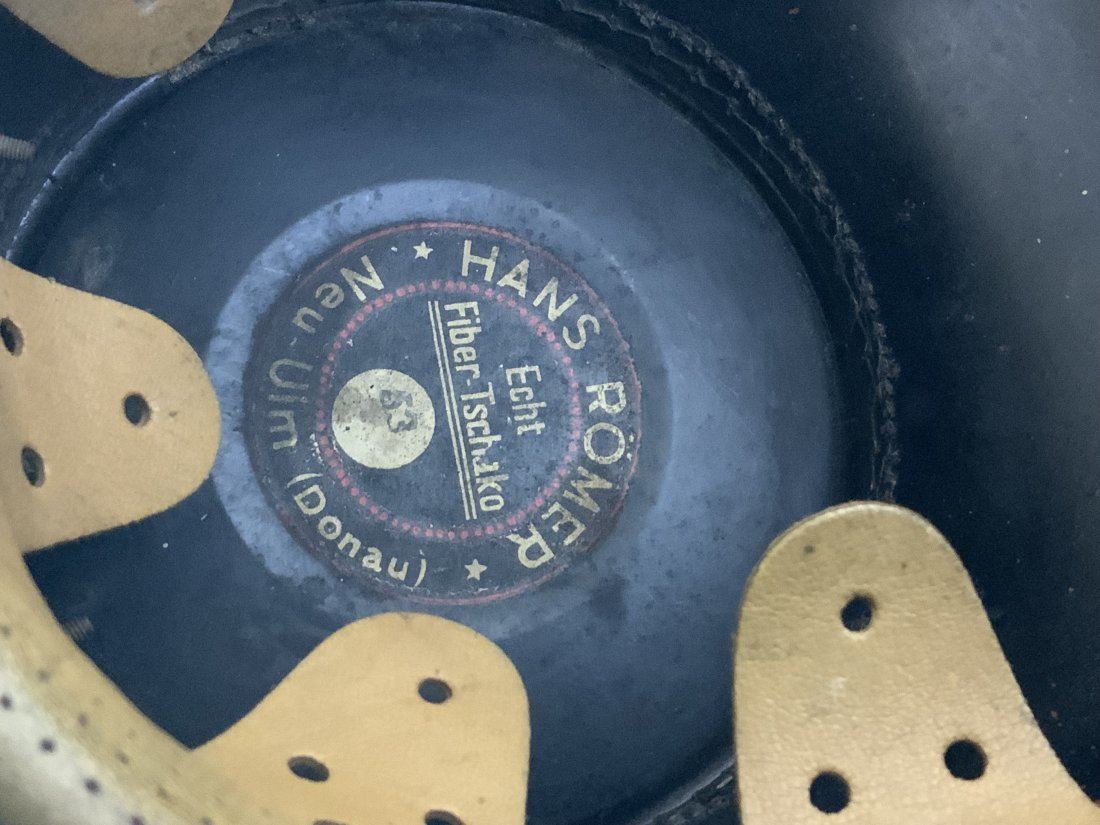 HANS RÖMER
★ Neu-Ulm (Donau) ★
Echt
Fiber-Tschako
53